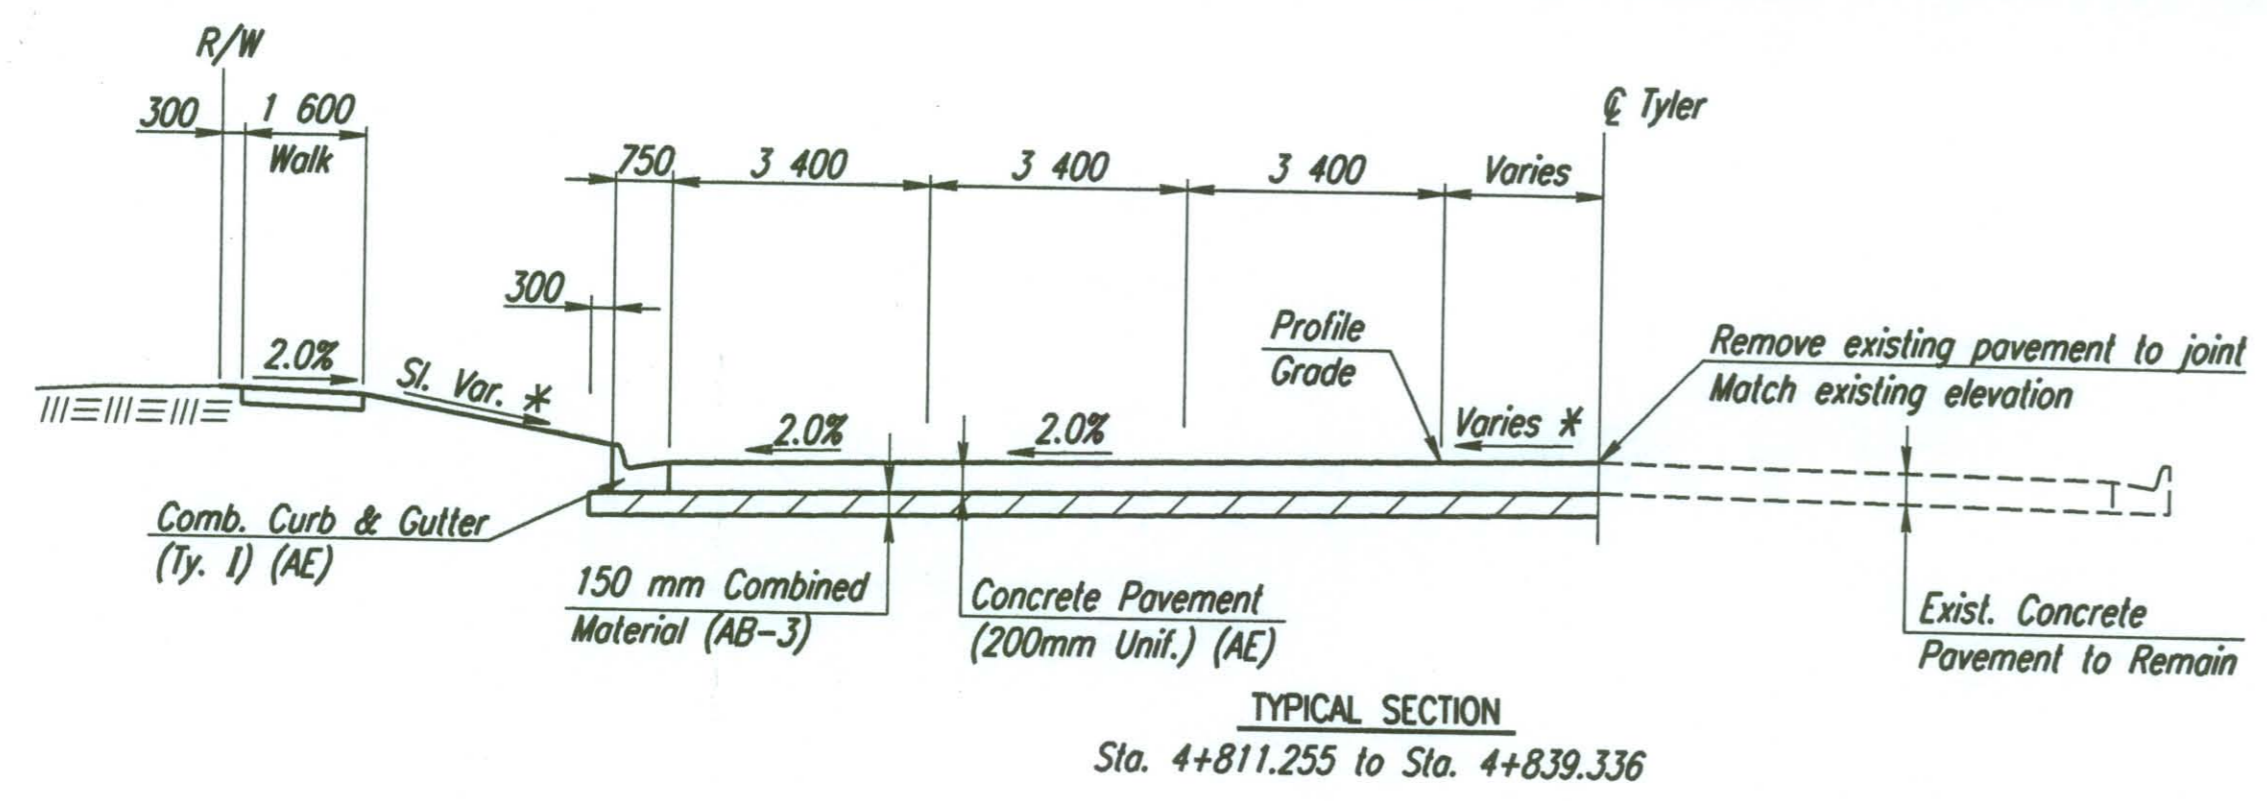 R/W
300
1 600
Walk
750
3 400
3 400
3 400
Varies
℄ Tyler
300
2.0%
Sl. Var. *
2.0%
2.0%
Profile
Grade
Varies *
Remove existing pavement to joint
Match existing elevation
Comb. Curb & Gutter
(Ty. I) (AE)
150 mm Combined
Material (AB-3)
Concrete Pavement
(200mm Unif.) (AE)
Exist. Concrete
Pavement to Remain
TYPICAL SECTION
Sta. 4+811.255 to Sta. 4+839.336